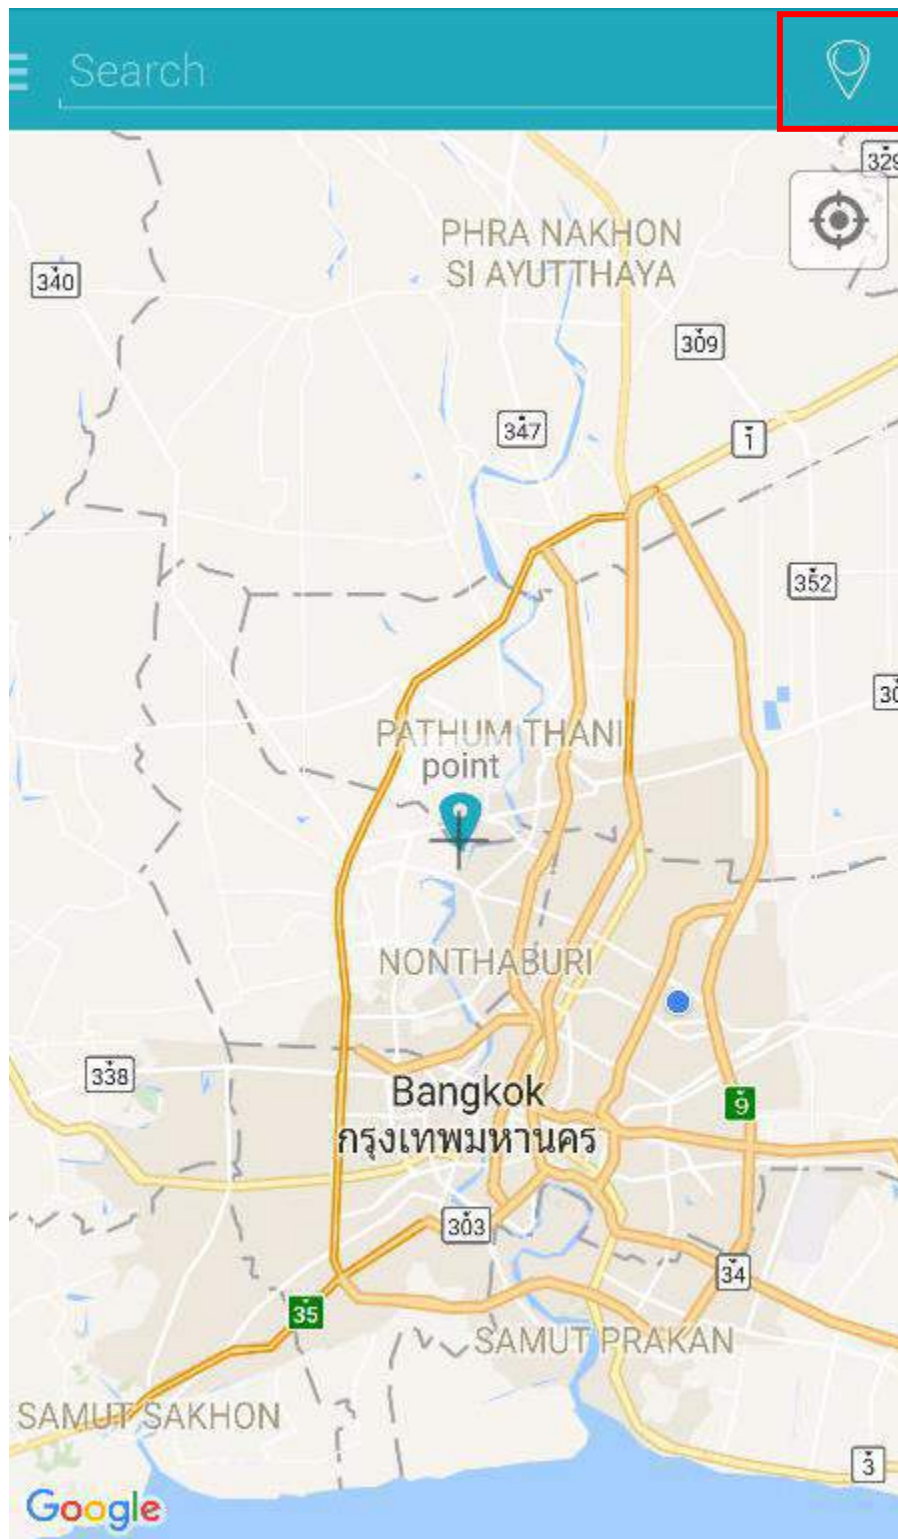 Search
329
PHRA NAKHON
SI AYUTTHAYA
340
309
347
1
352
30
PATHUM THANI
point
NONTHABURI
338
Bangkok
กรุงเทพมหานคร
9
303
34
35
SAMUT PRAKAN
SAMUT SAKHON
3
Google